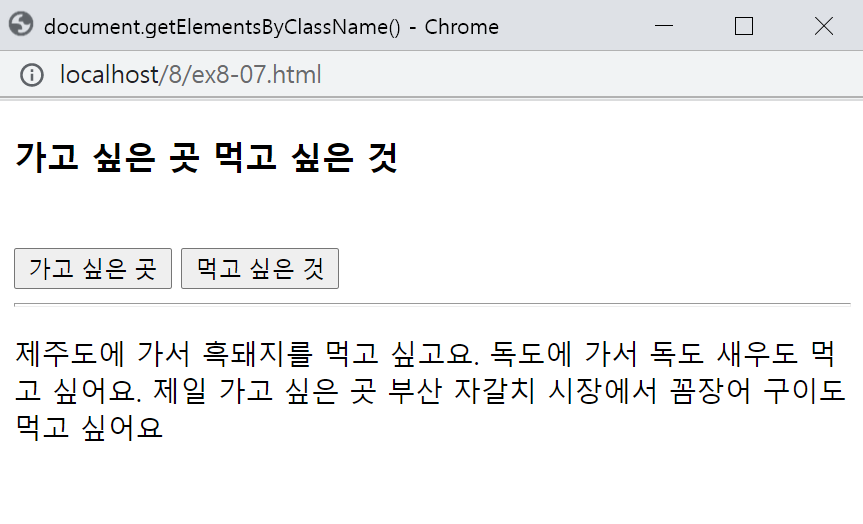 document.getElementsByClassName() - Chrome
localhost/8/ex8-07.html
가고 싶은 곳 먹고 싶은 것
가고 싶은 곳 먹고 싶은 것
제주도에 가서 흑돼지를 먹고 싶고요. 독도에 가서 독도 새우도 먹
고 싶어요. 제일 가고 싶은 곳 부산 자갈치 시장에서 꼼장어 구이도
먹고 싶어요